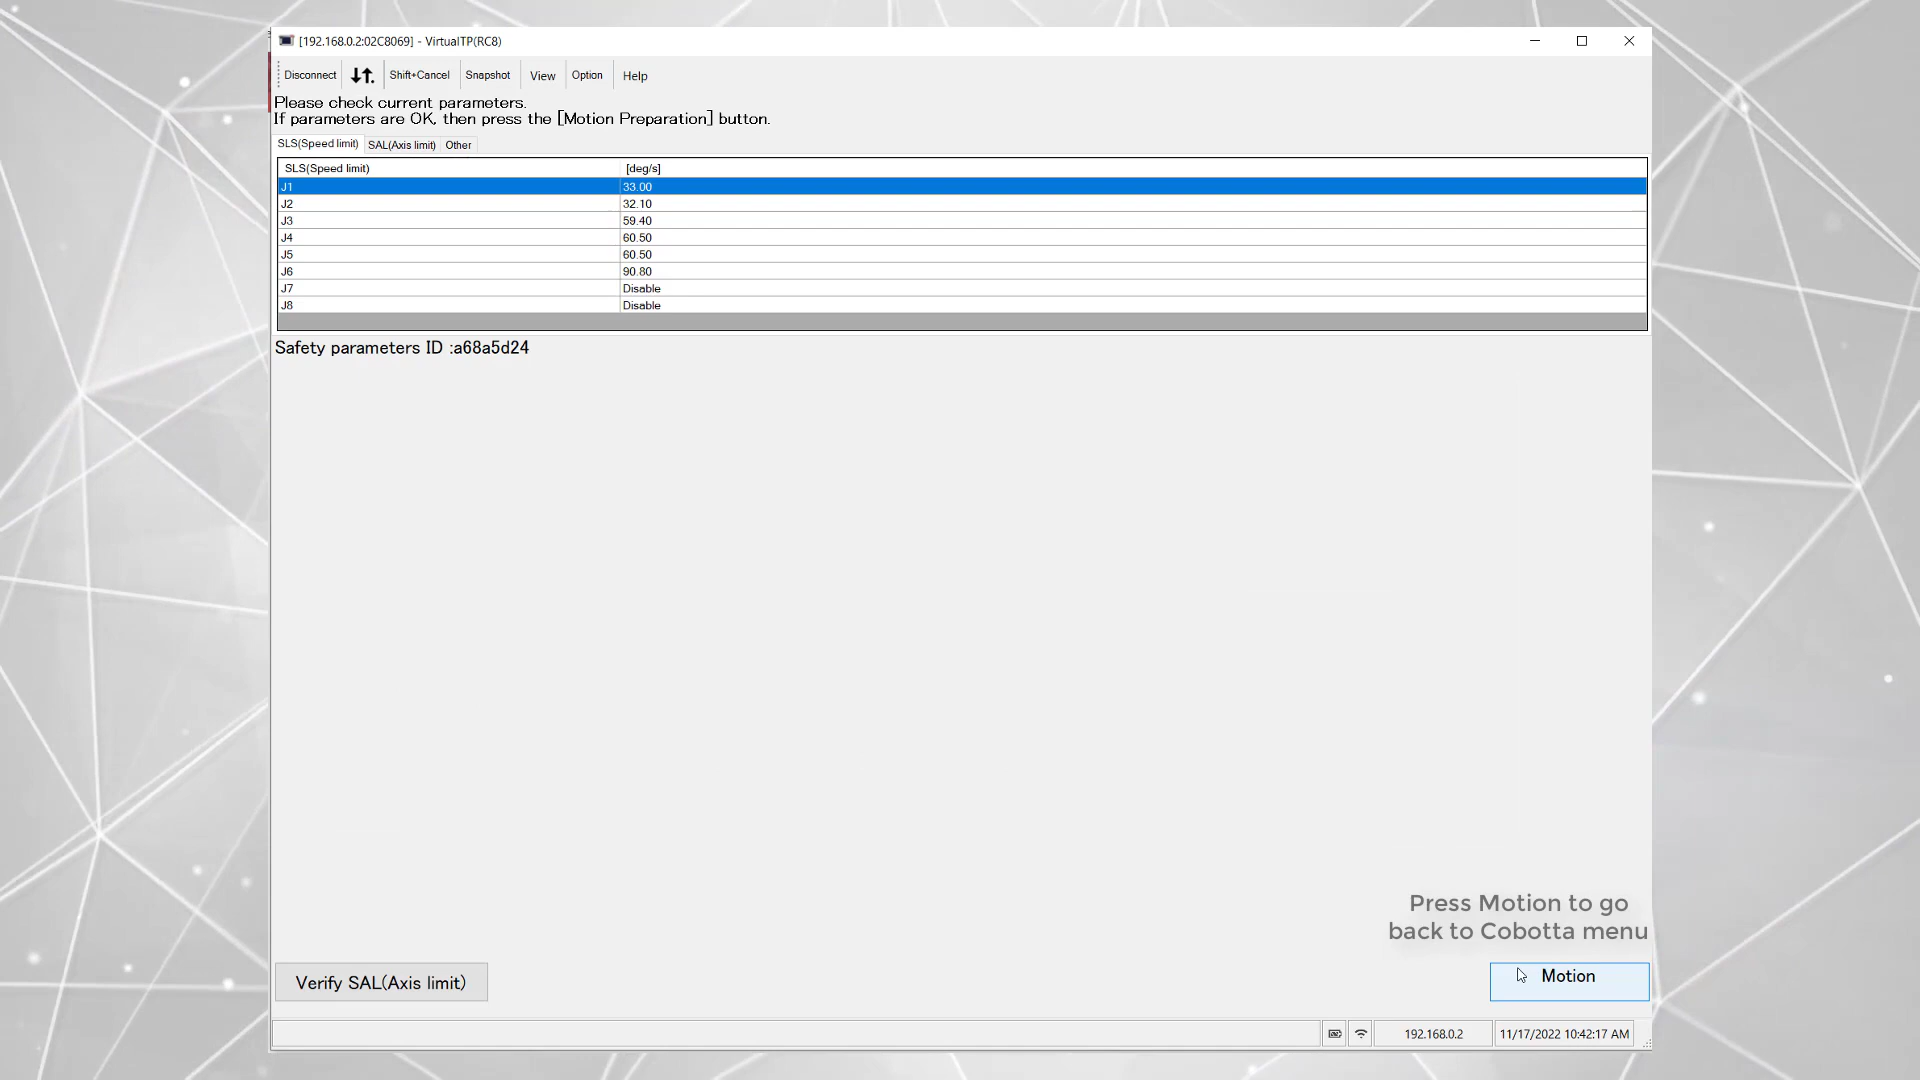 [192.168.0.2:02C8069] - VirtualTP(RC8)
Disconnect Shift+Cancel Snapshot View Option Help
Please check current parameters.
If parameters are OK, then press the [Motion Preparation] button.
SLS(Speed limit) SAL(Axis limit) Other
SLS(Speed limit) [deg/s]
J1 33.00
J2 32.10
J3 59.40
J4 60.50
J5 60.50
J6 90.80
J7 Disable
J8 Disable
Safety parameters ID :a68a5d24
Press Motion to go
back to Cobotta menu
Verify SAL(Axis limit) Motion
192.168.0.2 11/17/2022 10:42:17 AM